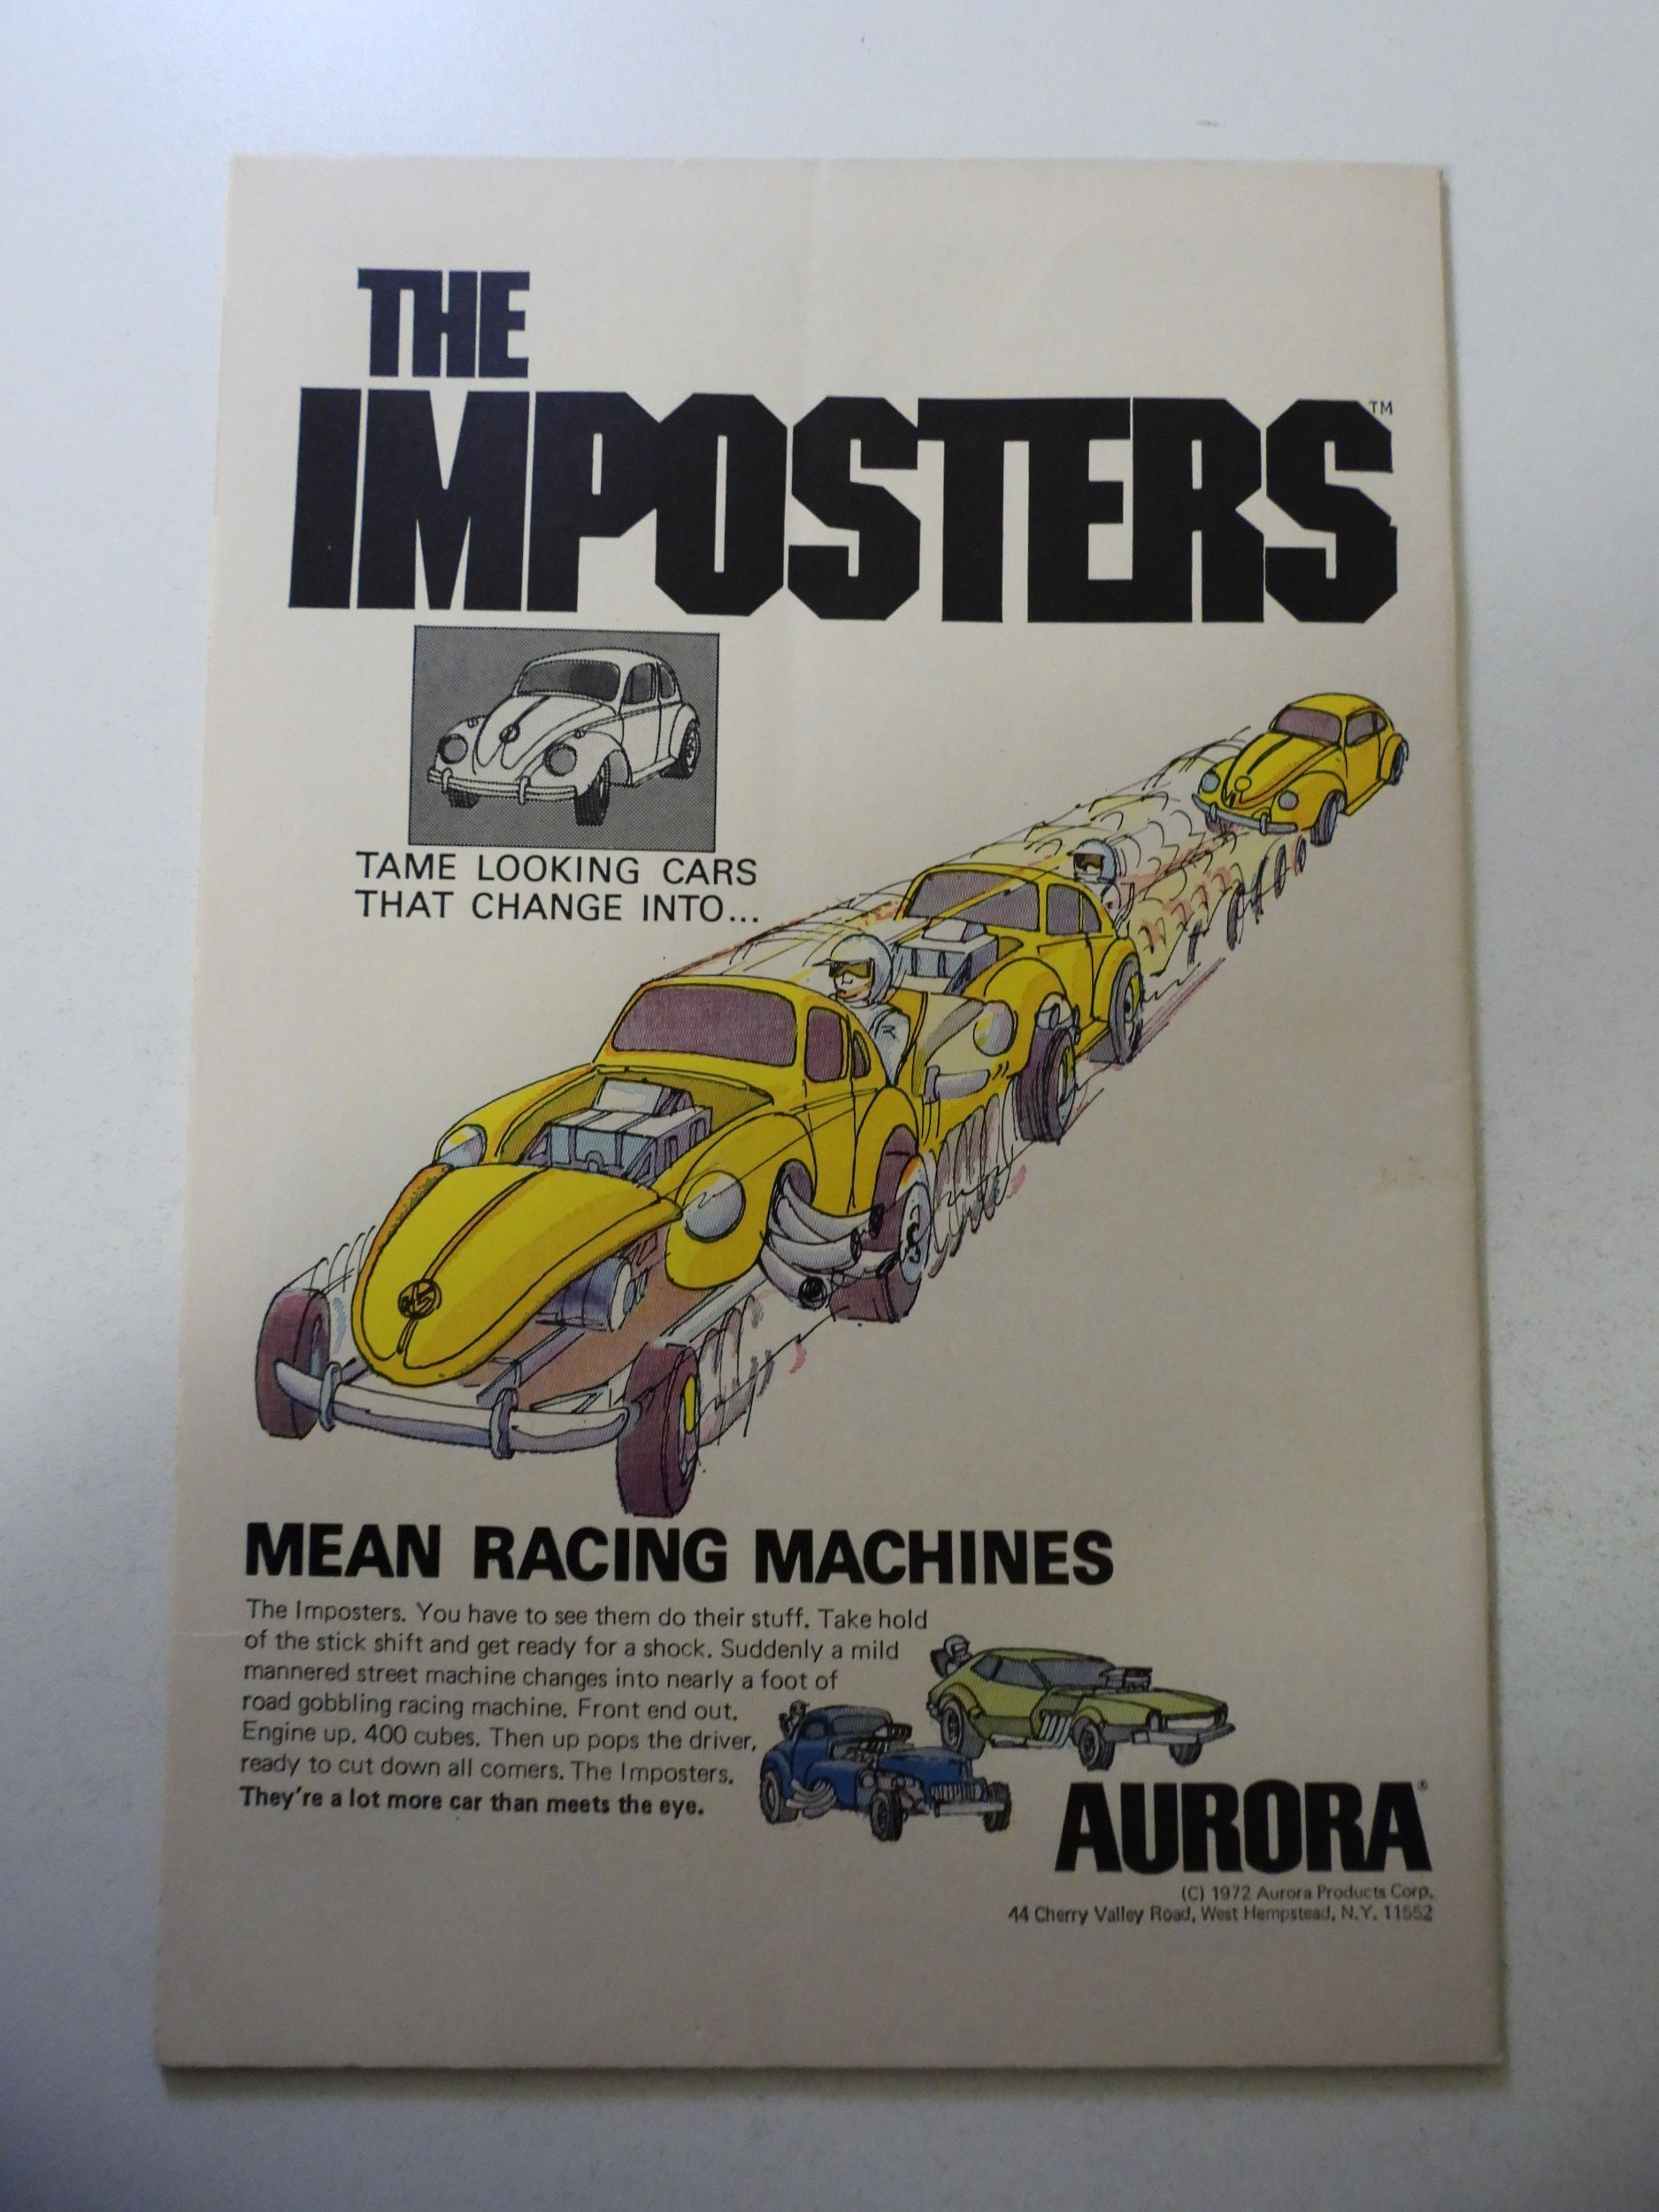 THE
IMPOSTERS™
TAME LOOKING CARS
THAT CHANGE INTO...
MEAN RACING MACHINES
The Imposters. You have to see them do their stuff. Take hold
of the stick shift and get ready for a shock. Suddenly a mild
mannered street machine changes into nearly a foot of
road gobbling racing machine. Front end out.
Engine up. 400 cubes. Then up pops the driver,
ready to cut down all comers. The Imposters.
They're a lot more car than meets the eye.
AURORA®
(C) 1972 Aurora Products Corp.
44 Cherry Valley Road, West Hempstead, N.Y. 11552